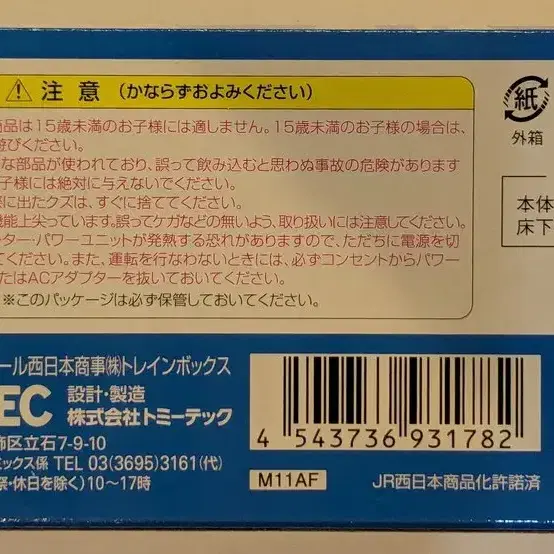 注意 (かならずおよみください)
商品は15歳未満のお子様には適しません。15歳未満のお子様の場合は、
遊びください。
な部品が使われており、誤って飲み込むと思わぬ事故の危険があります
子様には絶対に与えないでください。
に出たクズは、すぐに捨ててください。
機能上尖っています。誤ってケガなどの無いよう、取り扱いには注意してください。
ター・パワーユニットが発熱する恐れがありますので、ただちに電源を切
てください。また、運転を行なわないときには、必ずコンセントからパワー
たはACアダプターを抜いておいてください。
※このパッケージは必ず保管しておいてください。
紙
外箱
本体
床下
ール西日本商事㈱トレインボックス
EC 設計・製造
株式会社トミーテック
飾区立石7-9-10
ックス係 TEL 03(3695)3161(代)
祭・休日を除く)10〜17時
4 543736 931782
M11AF
JR西日本商品化許諾済